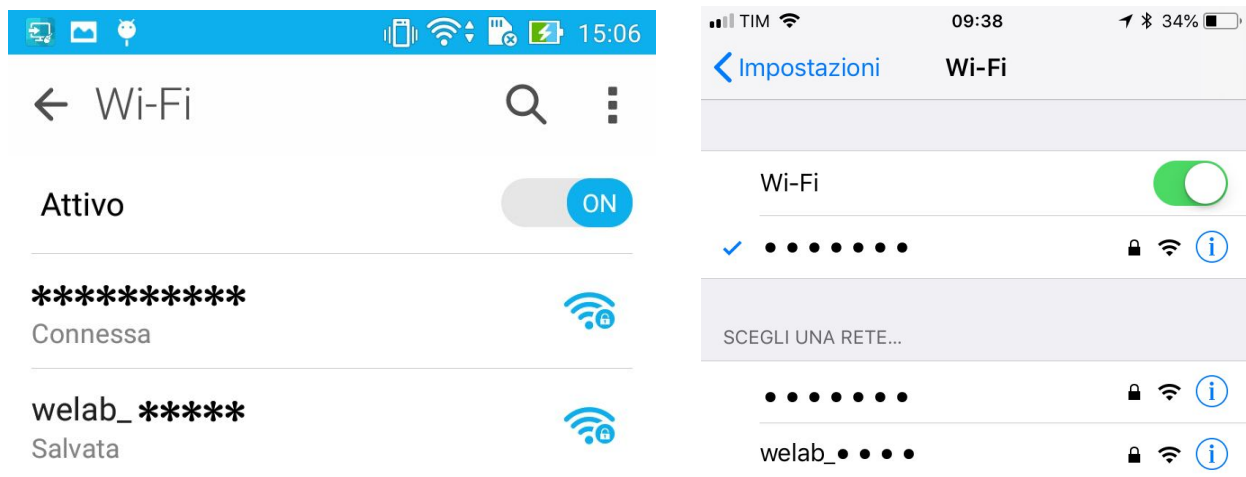 15:06
Wi-Fi
Attivo
ON
**********
Connessa
welab_*****
Salvata
TIM
09:38
34%
Impostazioni
Wi-Fi
Wi-Fi
•••••••
SCEGLI UNA RETE...
•••••••
welab_••••